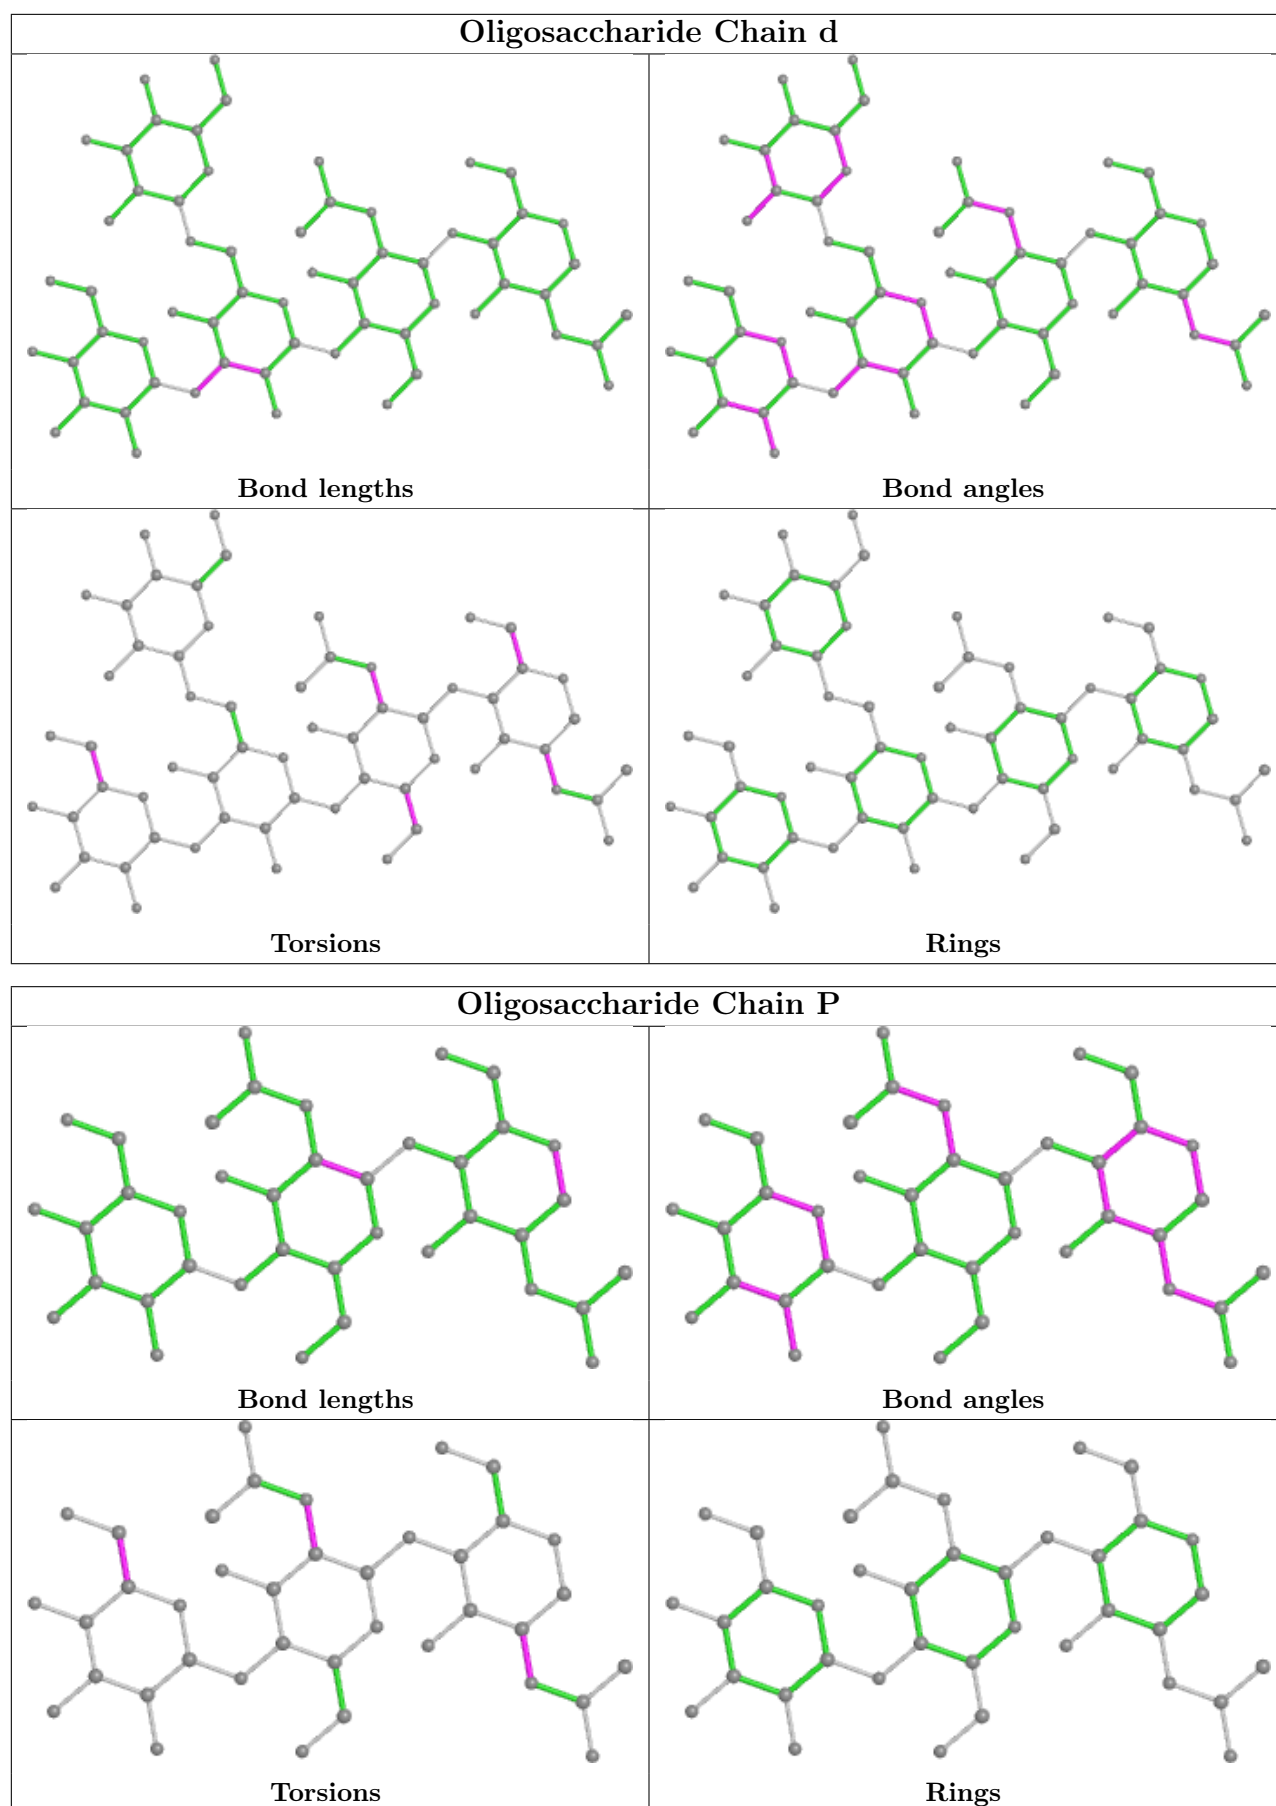 Oligosaccharide Chain d
Bond lengths
Bond angles
Torsions
Rings
Oligosaccharide Chain P
Bond lengths
Bond angles
Torsions
Rings